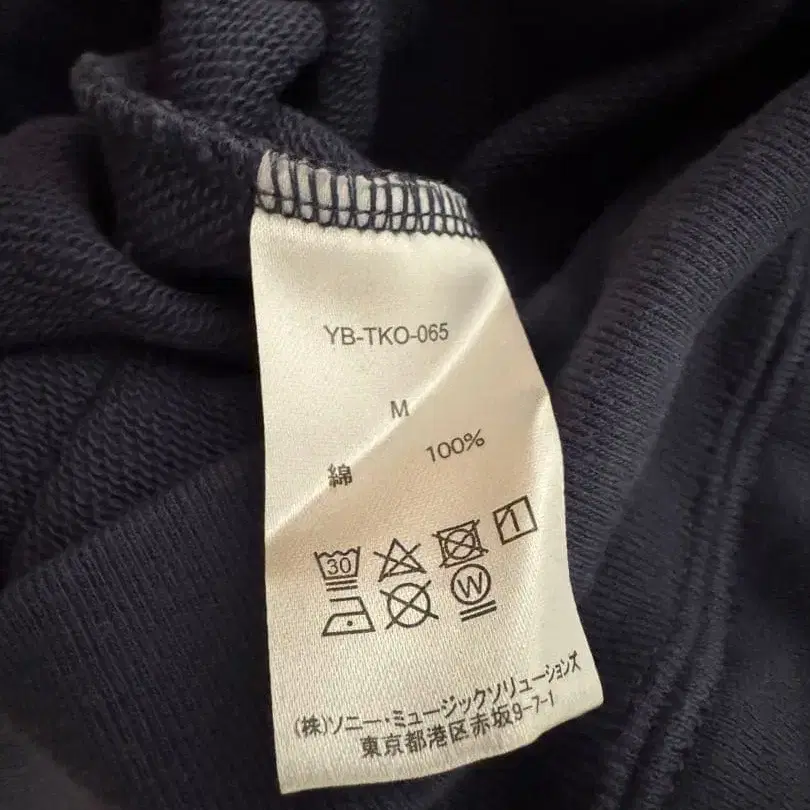 YB-TKO-065
M
綿 100%
30
W
(株)ソニー・ミュージックソリューションズ
東京都港区赤坂9-7-1